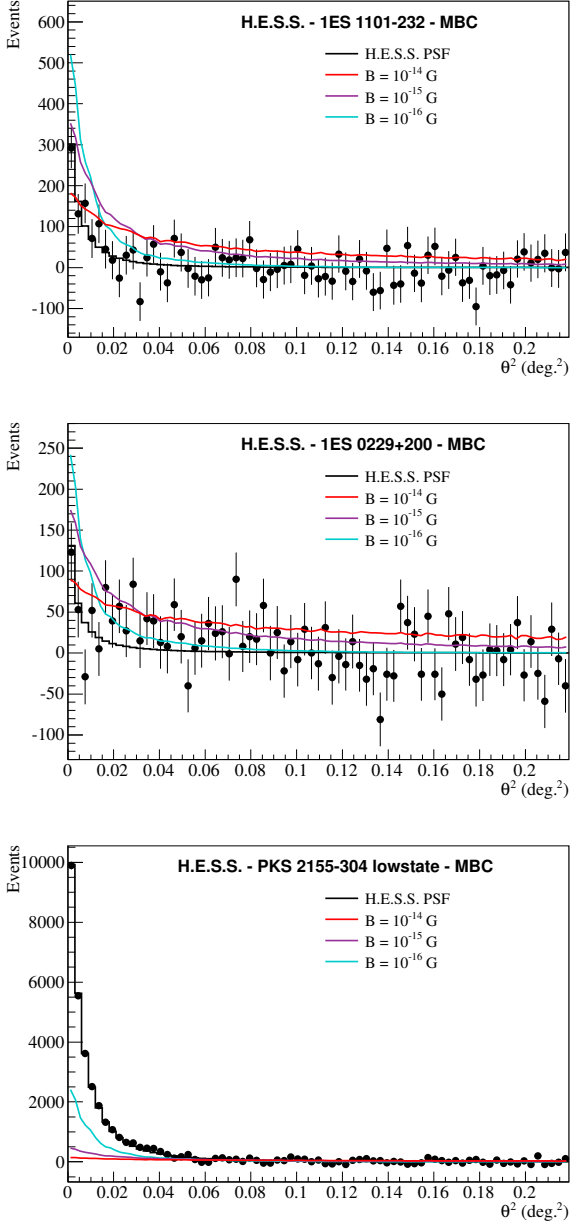 Events
H.E.S.S. - 1ES 1101-232 - MBC
H.E.S.S. PSF
B = 10^-14 G
B = 10^-15 G
B = 10^-16 G
600
500
400
300
200
100
0
-100
0 0.02 0.04 0.06 0.08 0.1 0.12 0.14 0.16 0.18 0.2
θ^2 (deg.^2)
Events
H.E.S.S. - 1ES 0229+200 - MBC
H.E.S.S. PSF
B = 10^-14 G
B = 10^-15 G
B = 10^-16 G
250
200
150
100
50
0
-50
-100
0 0.02 0.04 0.06 0.08 0.1 0.12 0.14 0.16 0.18 0.2
θ^2 (deg.^2)
Events
H.E.S.S. - PKS 2155-304 lowstate - MBC
H.E.S.S. PSF
B = 10^-14 G
B = 10^-15 G
B = 10^-16 G
10000
8000
6000
4000
2000
0
0 0.02 0.04 0.06 0.08 0.1 0.12 0.14 0.16 0.18 0.2
θ^2 (deg.^2)